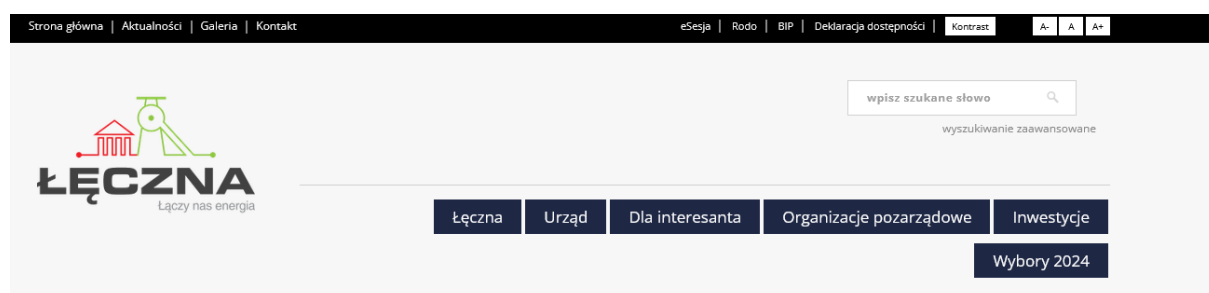 Strona główna | Aktualności | Galeria | Kontakt
eSesja | Rodo | BIP | Deklaracja dostępności | Kontrast A- A A+
wpisz szukane słowo
wyszukiwanie zaawansowane
ŁĘCZNA
Łączy nas energia
Łęczna Urząd Dla interesanta Organizacje pozarządowe Inwestycje
Wybory 2024